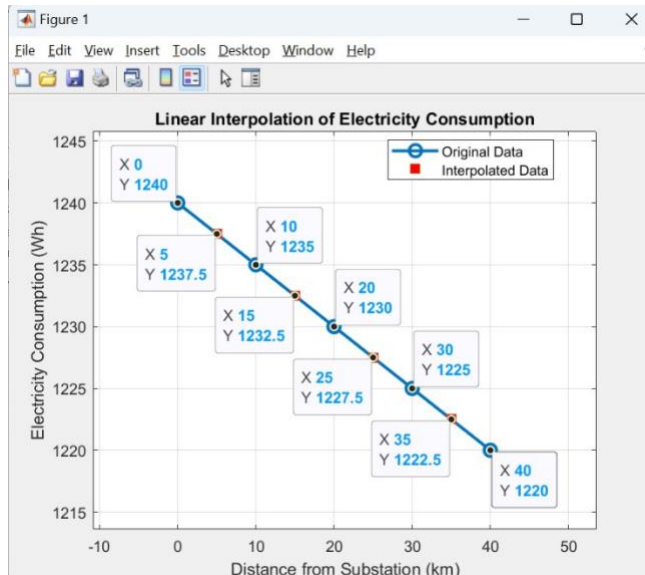 Figure 1
File Edit View Insert Tools Desktop Window Help
Linear Interpolation of Electricity Consumption
Original Data
Interpolated Data
Electricity Consumption (Wh)
1245
1240
1235
1230
1225
1220
1215
X 0
Y 1240
X 5
Y 1237.5
X 10
Y 1235
X 15
Y 1232.5
X 20
Y 1230
X 25
Y 1227.5
X 30
Y 1225
X 35
Y 1222.5
X 40
Y 1220
-10 0 10 20 30 40 50
Distance from Substation (km)